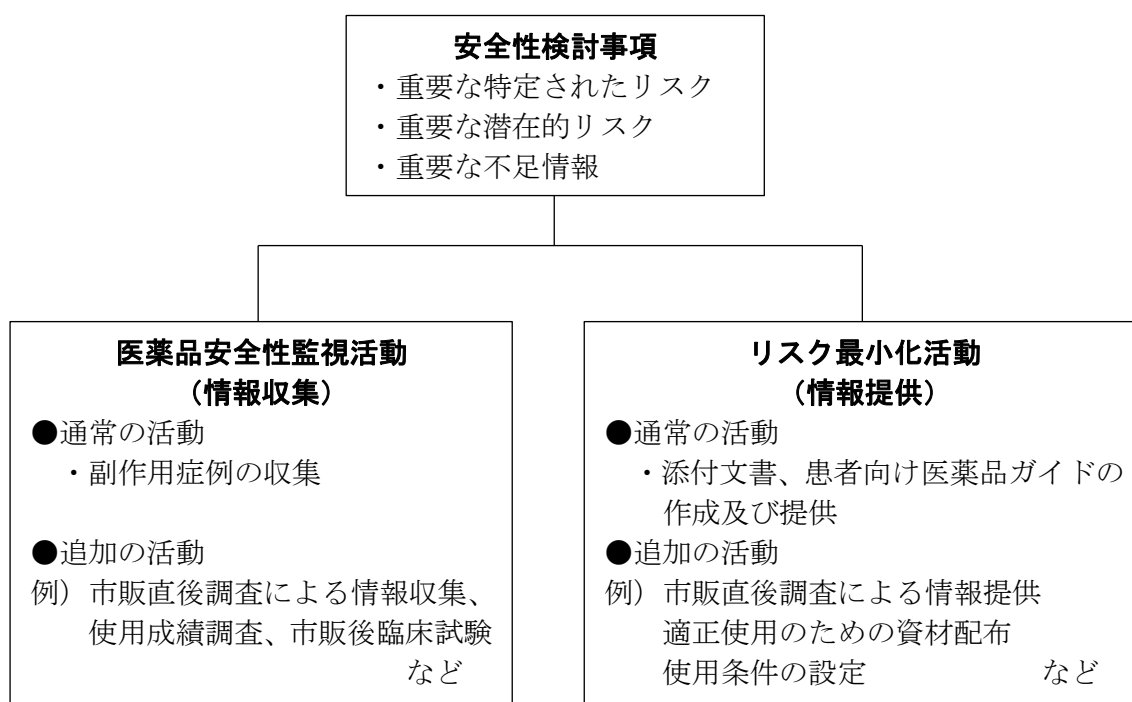 安全性検討事項
・重要な特定されたリスク
・重要な潜在的リスク
・重要な不足情報
医薬品安全性監視活動
（情報収集）
●通常の活動
・副作用症例の収集
●追加の活動
例）市販直後調査による情報収集、
使用成績調査、市販後臨床試験
など
リスク最小化活動
（情報提供）
●通常の活動
・添付文書、患者向け医薬品ガイドの
作成及び提供
●追加の活動
例）市販直後調査による情報提供
適正使用のための資材配布
使用条件の設定 など